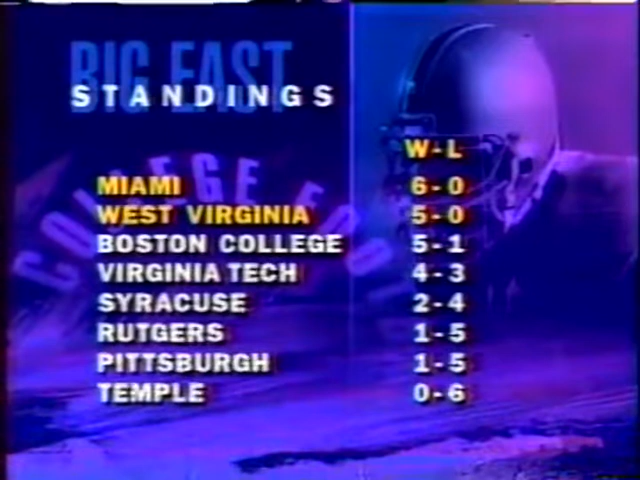 BIG EAST
STANDINGS
W-L
MIAMI 6-0
WEST VIRGINIA 5-0
BOSTON COLLEGE 5-1
VIRGINIA TECH 4-3
SYRACUSE 2-4
RUTGERS 1-5
PITTSBURGH 1-5
TEMPLE 0-6